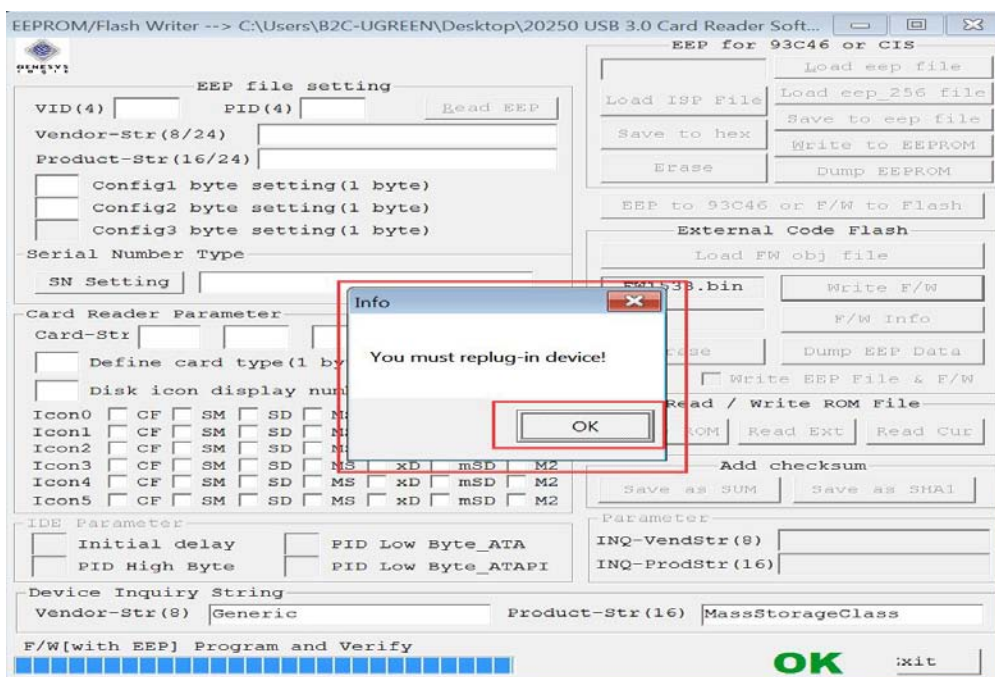 EEPROM/Flash Writer --> C:\Users\B2C-UGREEN\Desktop\20250 USB 3.0 Card Reader Soft...
GENESYS
LOGIC
EEP file setting
VID(4)
PID(4)
Read EEP
Vendor-Str(8/24)
Product-Str(16/24)
Config1 byte setting(1 byte)
Config2 byte setting(1 byte)
Config3 byte setting(1 byte)
Serial Number Type
SN Setting
Card Reader Parameter
Card-Str
Define card type(1 by
Disk icon display num
Icon0 CF SM SD MS
Icon1 CF SM SD
Icon2 CF SM SD
Icon3 CF SM SD MS xD mSD M2
Icon4 CF SM SD MS xD mSD M2
Icon5 CF SM SD MS xD mSD M2
IDE Parameter
Initial delay
PID Low Byte_ATA
PID High Byte
PID Low Byte_ATAPI
Device Inquiry String
Vendor-Str(8) Generic
Product-Str(16) MassStorageClass
F/W[with EEP] Program and Verify
OK
xit
EEP for 93C46 or CIS
Load eep file
Load ISP File
Load eep_256 file
Save to eep file
Save to hex
Write to EEPROM
Erase
Dump EEPROM
EEP to 93C46 or F/W to Flash
External Code Flash
Load FW obj file
FW1538.bin
Write F/W
F/W Info
rase
Dump EEP Data
Write EEP File & F/W
Read / Write ROM File
ROM
Read Ext
Read Cur
Add checksum
Save as SUM
Save as SHA1
Parameter
INQ-VendStr(8)
INQ-ProdStr(16)
Info
You must replug-in device!
OK